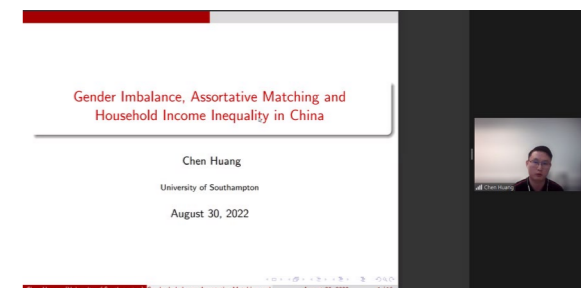 Gender Imbalance, Assortative Matching and
Household Income Inequality in China
Chen Huang
University of Southampton
August 30, 2022
Chen Huang